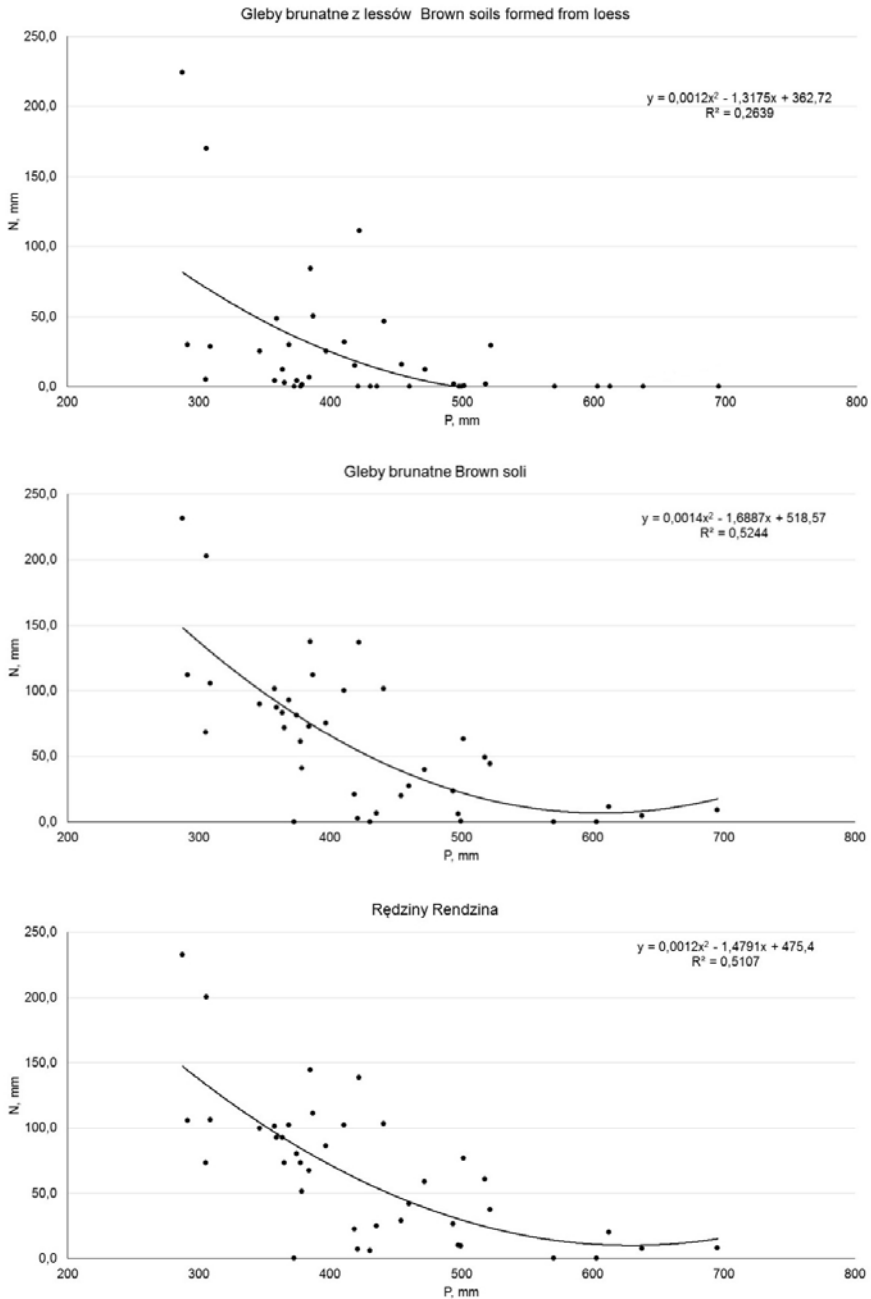 Gleby brunatne z lessów Brown soils formed from loess
250,0
y = 0,0012x² - 1,3175x + 362,72
R² = 0,2639
200,0
150,0
N, mm
100,0
50,0
0,0
200 300 400 500 600 700 800
P, mm
Gleby brunatne Brown soli
250,0
y = 0,0014x² - 1,6887x + 518,57
R² = 0,5244
200,0
150,0
N, mm
100,0
50,0
0,0
200 300 400 500 600 700 800
P, mm
Rędziny Rendzina
250,0
y = 0,0012x² - 1,4791x + 475,4
R² = 0,5107
200,0
150,0
N, mm
100,0
50,0
0,0
200 300 400 500 600 700 800
P, mm